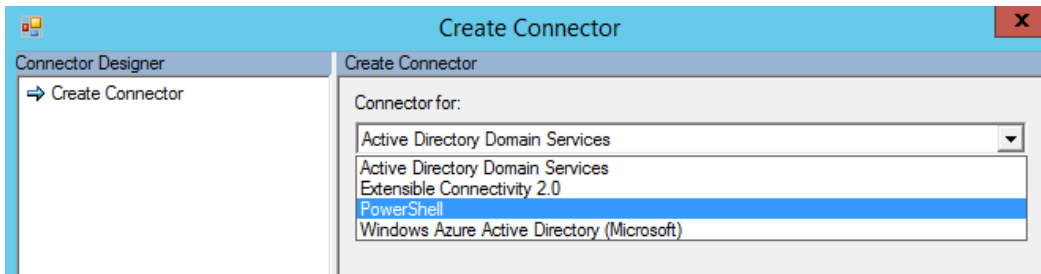 Create Connector
x
Connector Designer
Create Connector
Create Connector
Connector for:
Active Directory Domain Services
Active Directory Domain Services
Extensible Connectivity 2.0
PowerShell
Windows Azure Active Directory (Microsoft)